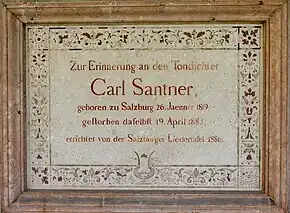 Zur Erinnerung an den Tondichter
Carl Santner,
geboren zu Salzburg 26. Jaenner 1819
gestorben daselbst 19. April 1885.
errichtet von der Salzburger Liedertafel 1886.